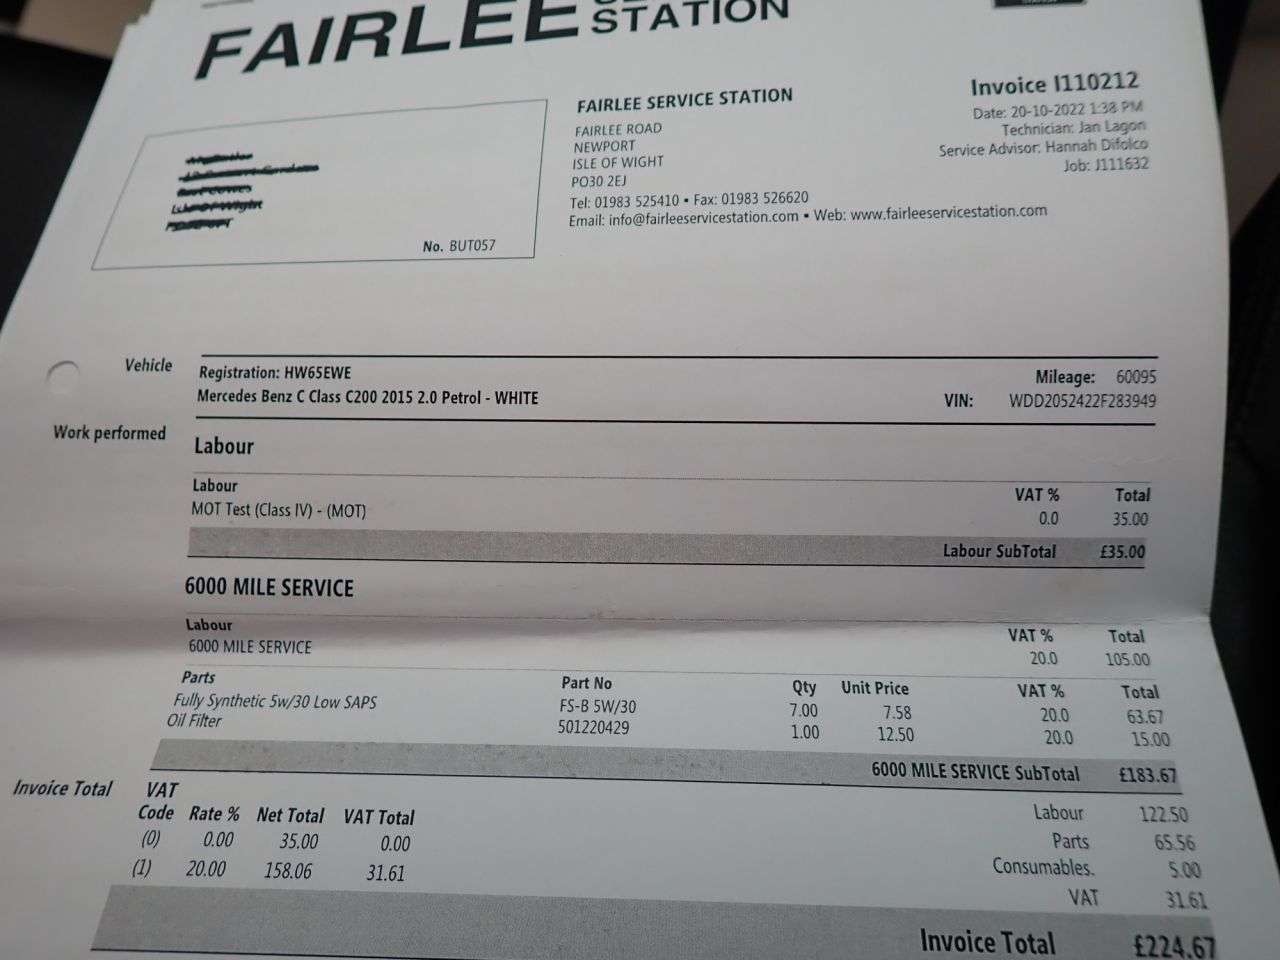 FAIRLEE
STATION
FAIRLEE SERVICE STATION
FAIRLEE ROAD
NEWPORT
ISLE OF WIGHT
PO30 2EJ
Tel: 01983 525410 • Fax: 01983 526620
Email: info@fairleeservicestation.com • Web: www.fairleeservicestation.com
Invoice I110212
Date: 20-10-2022 1:38 PM
Technician: Jan Lagon
Service Advisor: Hannah Difolco
Job: J111632
No. BUT057
Vehicle
Registration: HW65EWE
Mercedes Benz C Class C200 2015 2.0 Petrol - WHITE
Mileage: 60095
VIN: WDD2052422F283949
Work performed
Labour
Labour VAT % Total
MOT Test (Class IV) - (MOT) 0.0 35.00
Labour SubTotal £35.00
6000 MILE SERVICE
Labour VAT % Total
6000 MILE SERVICE 20.0 105.00
Parts Part No Qty Unit Price VAT % Total
Fully Synthetic 5w/30 Low SAPS FS-B 5W/30 7.00 7.58 20.0 63.67
Oil Filter 501220429 1.00 12.50 20.0 15.00
6000 MILE SERVICE SubTotal £183.67
Invoice Total
VAT
Code Rate % Net Total VAT Total
(0) 0.00 35.00 0.00
(1) 20.00 158.06 31.61
Labour 122.50
Parts 65.56
Consumables. 5.00
VAT 31.61
Invoice Total £224.67